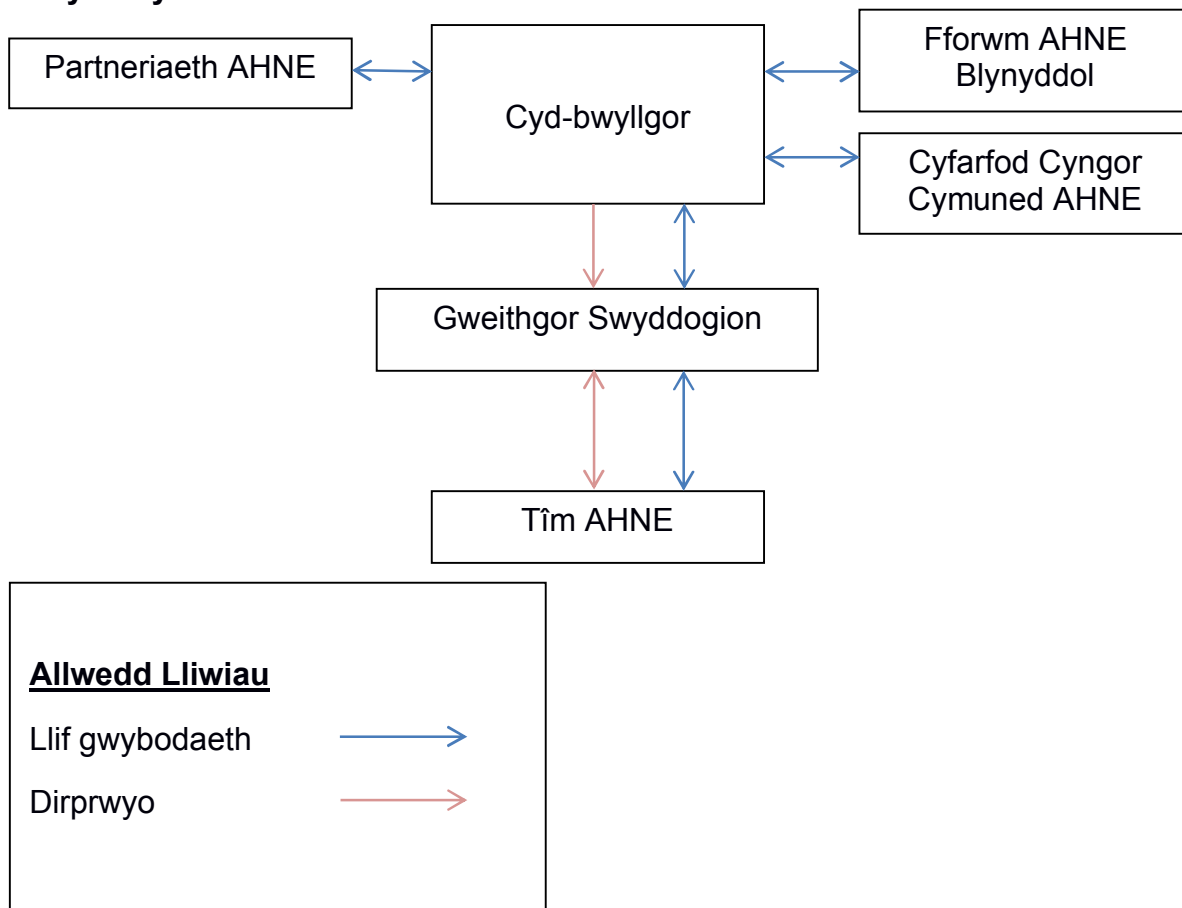 Partneriaeth AHNE
Cyd-bwyllgor
Fforwm AHNE
Blynyddol
Cyfarfod Cyngor
Cymuned AHNE
Gweithgor Swyddogion
Tîm AHNE
Allwedd Lliwiau
Llif gwybodaeth
Dirprwyo